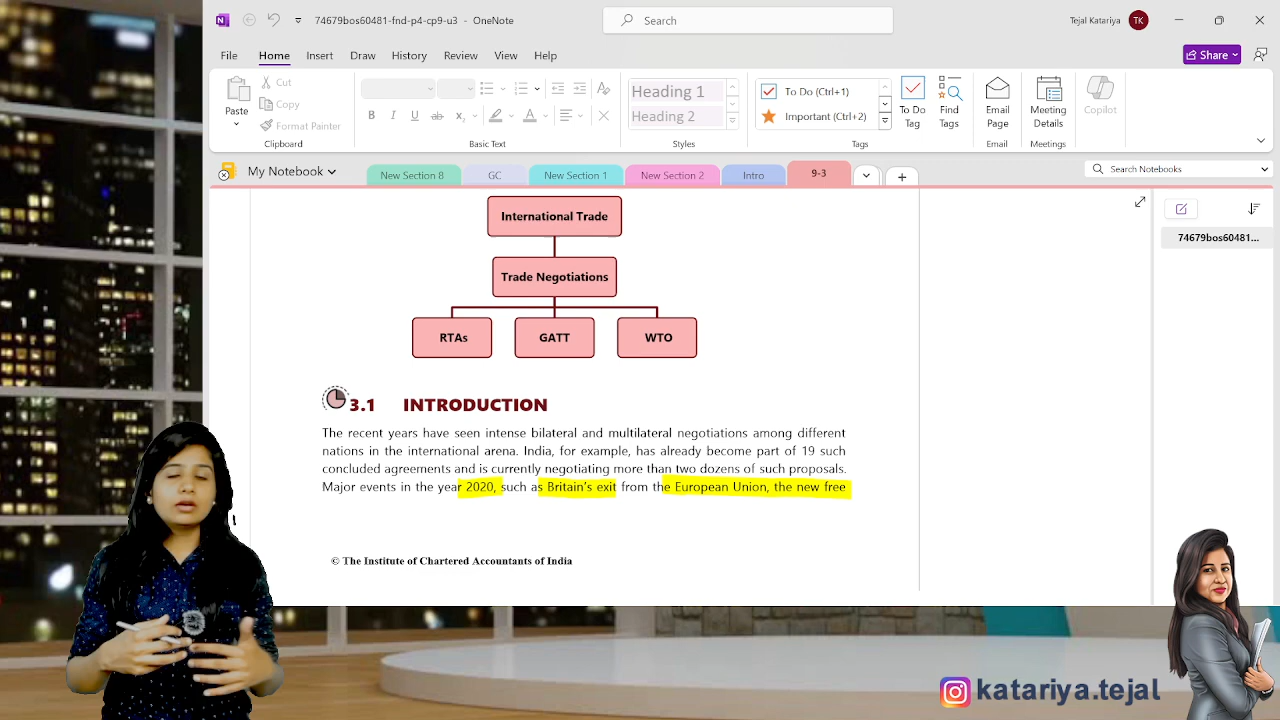 74679bos60481-fnd-p4-cp9-u3 - OneNote
Search
Tejal Katariya TK
File Home Insert Draw History Review View Help
Share
Paste
Cut
Copy
Format Painter
Clipboard
B I U ab x
A
Basic Text
Heading 1
Heading 2
Styles
To Do (Ctrl+1)
Important (Ctrl+2)
Tags
To Do Tag
Find Tags
Email Page
Email
Meeting Details
Meetings
Copilot
My Notebook
New Section 8 GC New Section 1 New Section 2 Intro 9-3 +
Search Notebooks
74679bos60481...
International Trade
Trade Negotiations
RTAs GATT WTO
3.1 INTRODUCTION
The recent years have seen intense bilateral and multilateral negotiations among different
nations in the international arena. India, for example, has already become part of 19 such
concluded agreements and is currently negotiating more than two dozens of such proposals.
Major events in the year 2020, such as Britain's exit from the European Union, the new free
© The Institute of Chartered Accountants of India
katariya.tejal